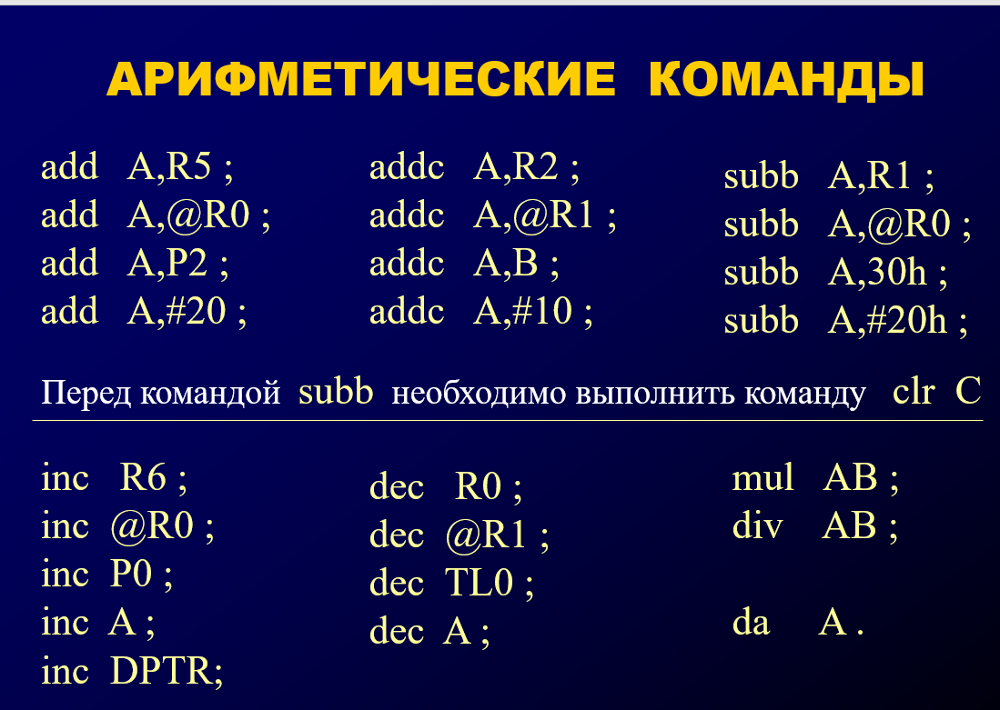 АРИФМЕТИЧЕСКИЕ КОМАНДЫ
add A,R5 ;
add A,@R0 ;
add A,P2 ;
add A,#20 ;
addc A,R2 ;
addc A,@R1 ;
addc A,B ;
addc A,#10 ;
subb A,R1 ;
subb A,@R0 ;
subb A,30h ;
subb A,#20h ;
Перед командой subb необходимо выполнить команду clr C
inc R6 ;
inc @R0 ;
inc P0 ;
inc A ;
inc DPTR;
dec R0 ;
dec @R1 ;
dec TL0 ;
dec A ;
mul AB ;
div AB ;
da A .